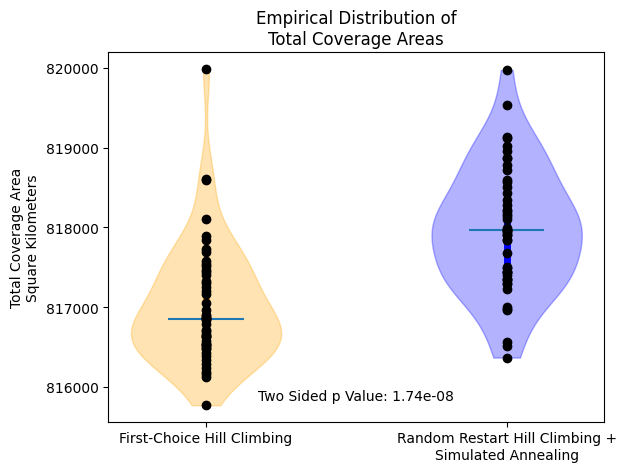 Empirical Distribution of
Total Coverage Areas
Total Coverage Area
Square Kilometers
820000
819000
818000
817000
816000
Two Sided p Value: 1.74e-08
First-Choice Hill Climbing
Random Restart Hill Climbing +
Simulated Annealing